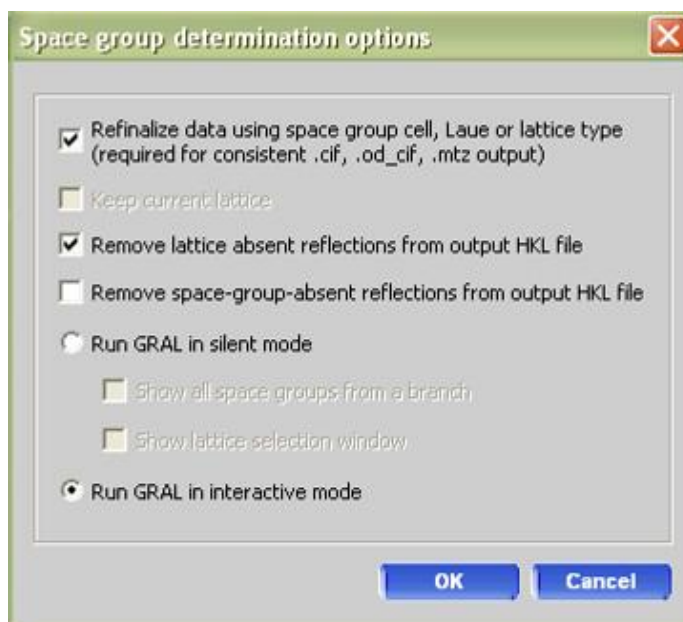 Space group determination options
Refinalize data using space group cell, Laue or lattice type
(required for consistent .cif, .od_cif, .mtz output)
Keep current lattice
Remove lattice absent reflections from output HKL file
Remove space-group-absent reflections from output HKL file
Run GRAL in silent mode
Show all space groups from a branch
Show lattice selection window
Run GRAL in interactive mode
OK Cancel